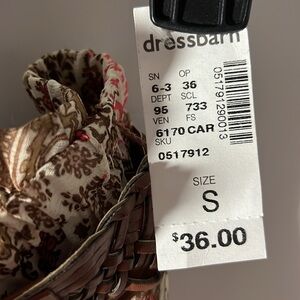 dressbarn
SN OP
6-3 36
DEPT SCL
95 733
VEN FS
6170 CAR
SKU
0517912
051791290013
SIZE
S
$36.00